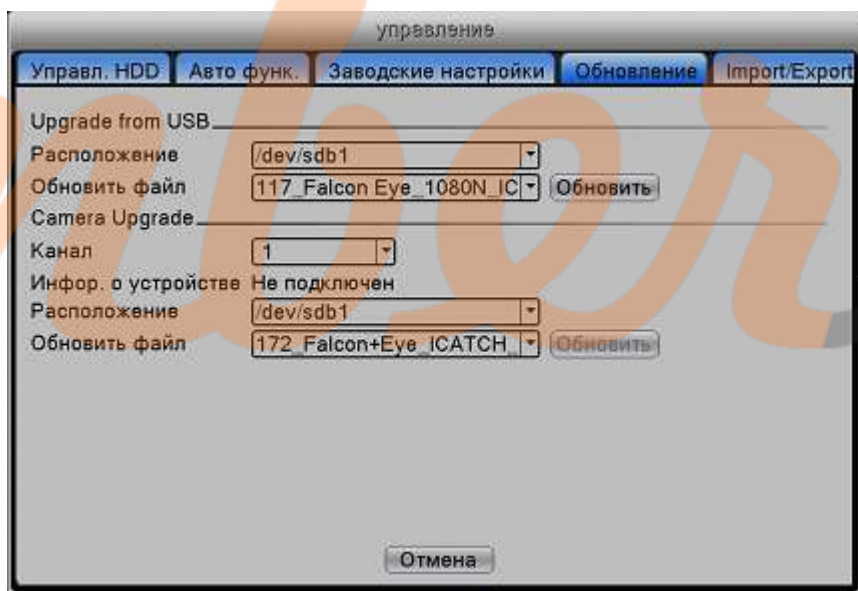 управление
Управл. HDD Авто функ. Заводские настройки Обновление Import/Export
Upgrade from USB
Расположение /dev/sdb1
Обновить файл 117_Falcon Eye_1080N_IC Обновить
Camera Upgrade
Канал 1
Инфор. о устройстве Не подключен
Расположение /dev/sdb1
Обновить файл 172_Falcon+Eye_ICATCH_ Обновить
Отмена